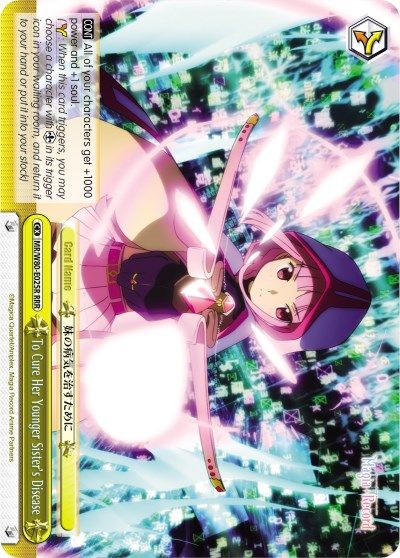 CONT All of your characters get +1000
power and +1 soul.
( : When this card triggers, you may
choose a character with in its trigger
icon in your waiting room, and return it
to your hand or put it into your stock)
CX
MR/W80-E025R RRR
Card Name
妹の病気を治すために
To Cure Her Younger Sister's Disease
©Magica Quartet/Aniplex, Magia Record Anime Partners
Magia Record